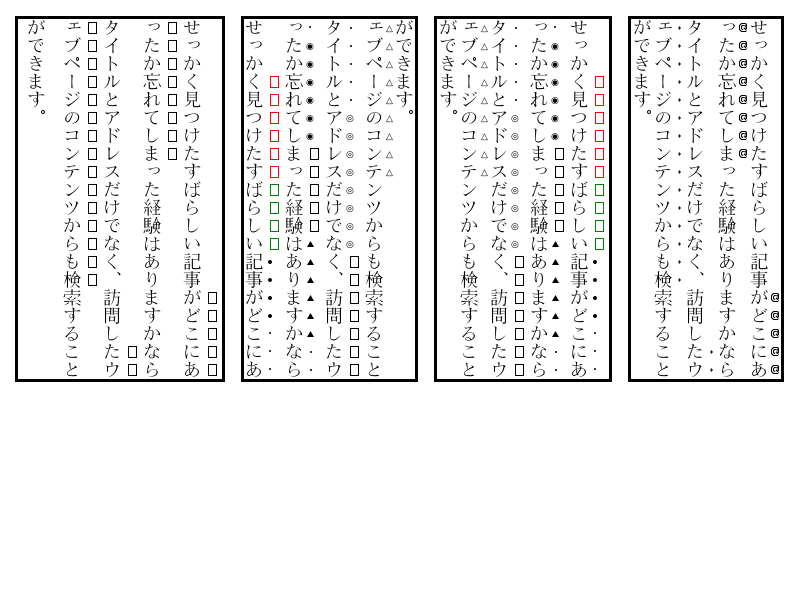 せっかく見つけたすばらしい記事がどこにあ
ったか忘れてしまった経験はありますかなら
タイトルとアドレスだけでなく、訪問したウ
ェブページのコンテンツからも検索すること
ができます。
せっかく見つけたすばらしい記事がどこにあ
ったか忘れてしまった経験はありますかなら
タイトルとアドレスだけでなく、訪問したウ
ェブページのコンテンツからも検索すること
ができます。
せっかく見つけたすばらしい記事がどこにあ
ったか忘れてしまった経験はありますかなら
タイトルとアドレスだけでなく、訪問したウ
ェブページのコンテンツからも検索すること
ができます。
せっかく見つけたすばらしい記事がどこにあ
ったか忘れてしまった経験はありますかなら
タイトルとアドレスだけでなく、訪問したウ
ェブページのコンテンツからも検索すること
ができます。